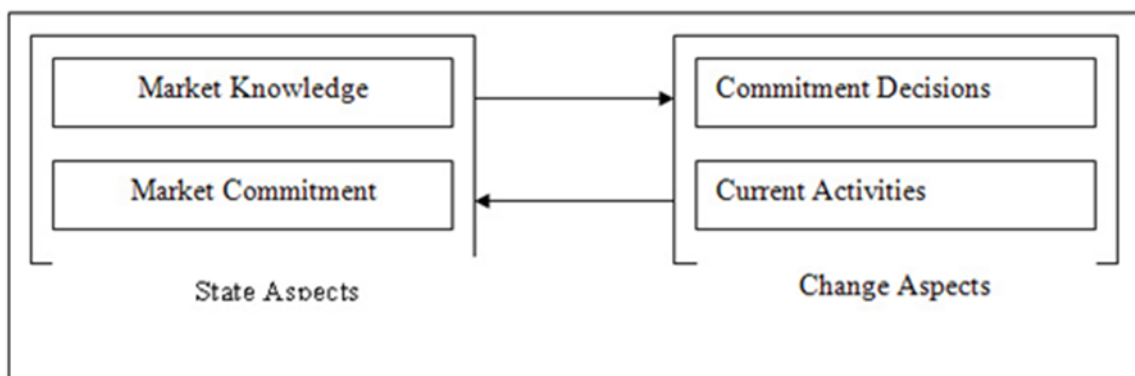 Market Knowledge
Market Commitment
State Aspects
Commitment Decisions
Current Activities
Change Aspects